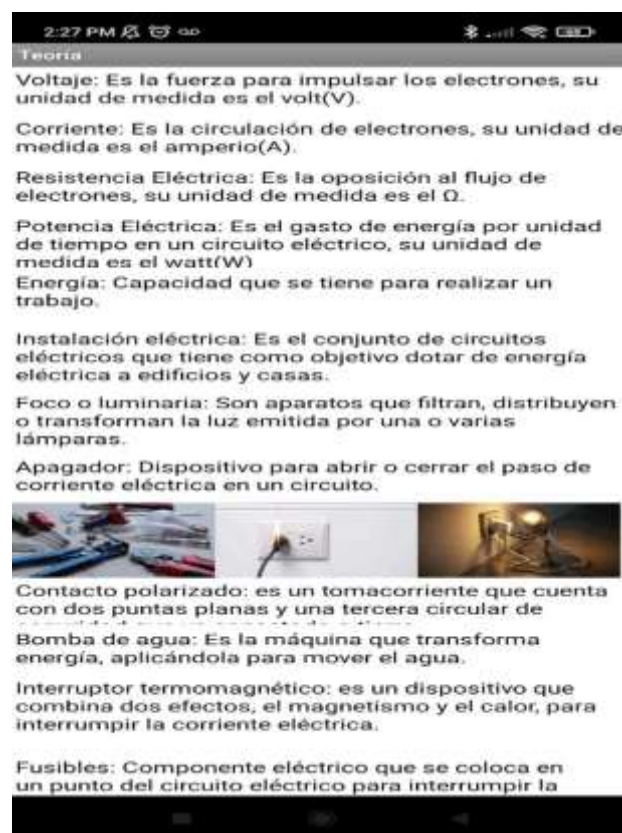 2:27 PM
Teoría
Voltaje: Es la fuerza para impulsar los electrones, su
unidad de medida es el volt(V).
Corriente: Es la circulación de electrones, su unidad de
medida es el amperio(A).
Resistencia Eléctrica: Es la oposición al flujo de
electrones, su unidad de medida es el Ω.
Potencia Eléctrica: Es el gasto de energía por unidad
de tiempo en un circuito eléctrico, su unidad de
medida es el watt(W)
Energía: Capacidad que se tiene para realizar un
trabajo.
Instalación eléctrica: Es el conjunto de circuitos
eléctricos que tiene como objetivo dotar de energía
eléctrica a edificios y casas.
Foco o luminaria: Son aparatos que filtran, distribuyen
o transforman la luz emitida por una o varias
lámparas.
Apagador: Dispositivo para abrir o cerrar el paso de
corriente eléctrica en un circuito.
Contacto polarizado: es un tomacorriente que cuenta
con dos puntas planas y una tercera circular de
Bomba de agua: Es la máquina que transforma
energía, aplicándola para mover el agua.
Interruptor termomagnético: es un dispositivo que
combina dos efectos, el magnetísmo y el calor, para
interrumpir la corriente eléctrica.
Fusibles: Componente eléctrico que se coloca en
un punto del circuito eléctrico para interrumpir la